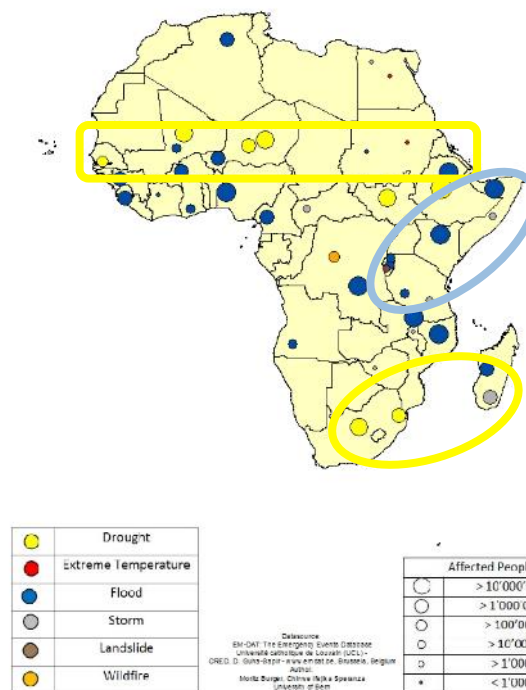 Drought
Extreme Temperature
Flood
Storm
Landslide
Wildfire
Datasource
EM-DAT: The Emergency Events Database
Université catholique de Louvain (UCL) -
CRED, D. Guha-Sapir - www.emdat.be, Brussels, Belgium
Author:
Moritz Burger, Chinwe Ifejika Speranza
University of Bern
Affected Peopl
> 10'000'
> 1'000'0
> 100'00
> 10'00
> 1'000
< 1'000